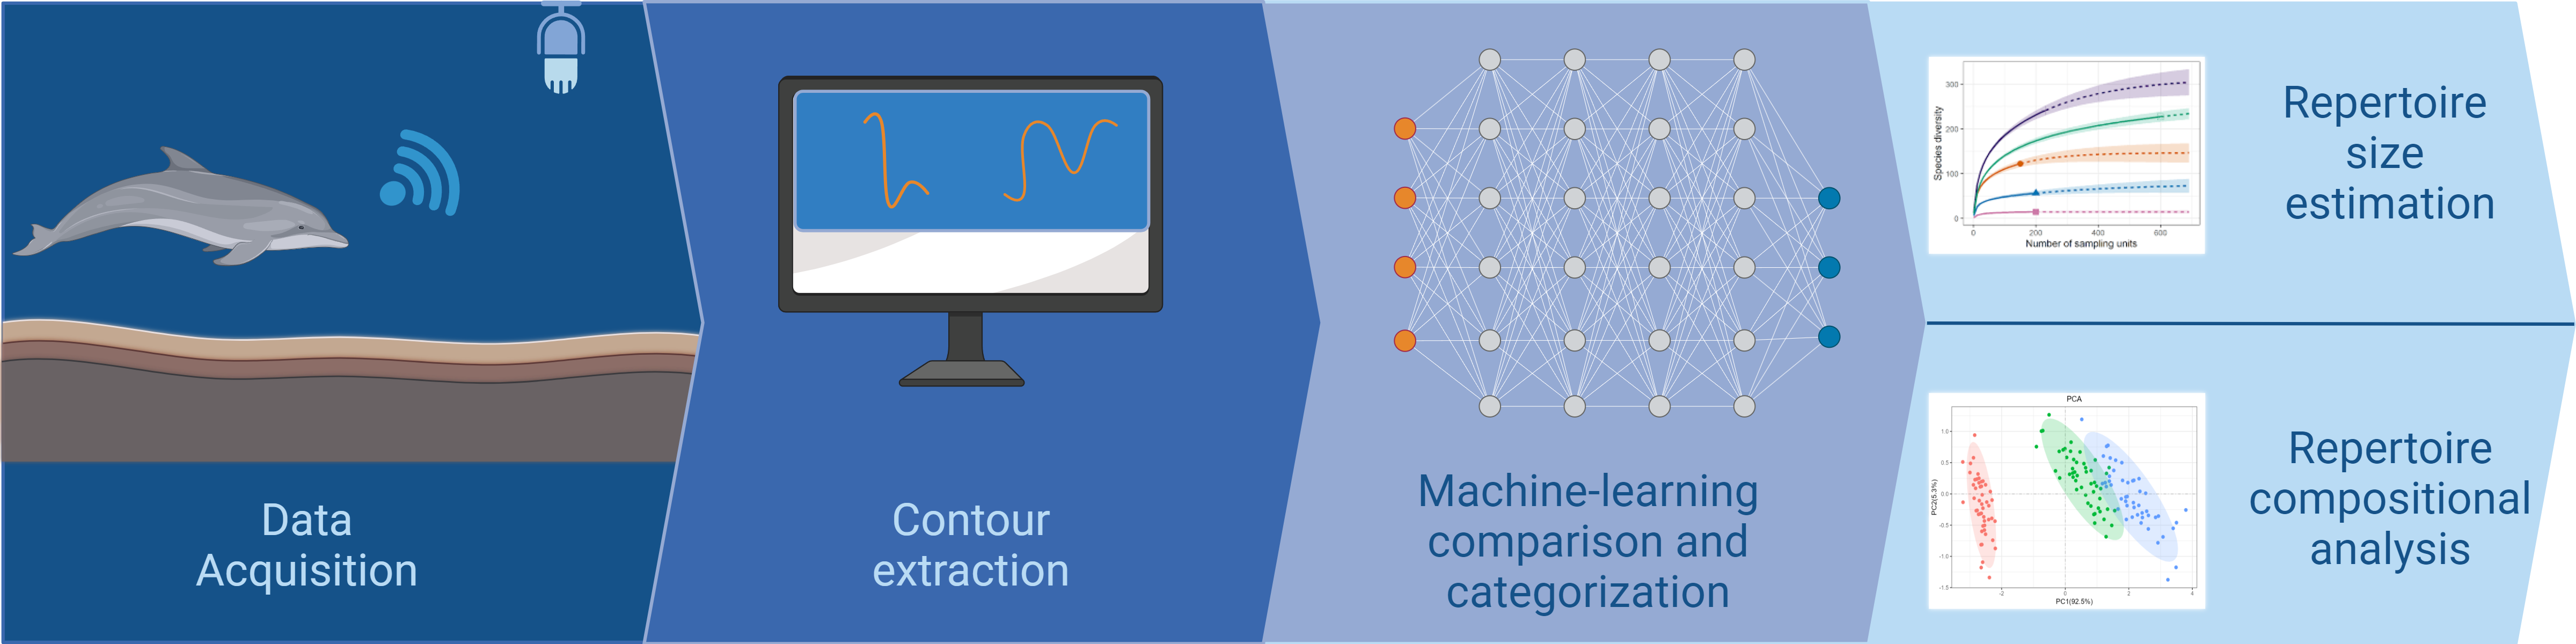 Data
Acquisition
Contour
extraction
Machine-learning
comparison and
categorization
Species diversity
300
200
100
0
0 200 400 600
Number of sampling units
Repertoire
size
estimation
PCA
PC2(5.3%)
1.0
0.5
0.0
-0.5
-1.0
-1.5
-2 0 2 4
PC1(92.5%)
Repertoire
compositional
analysis